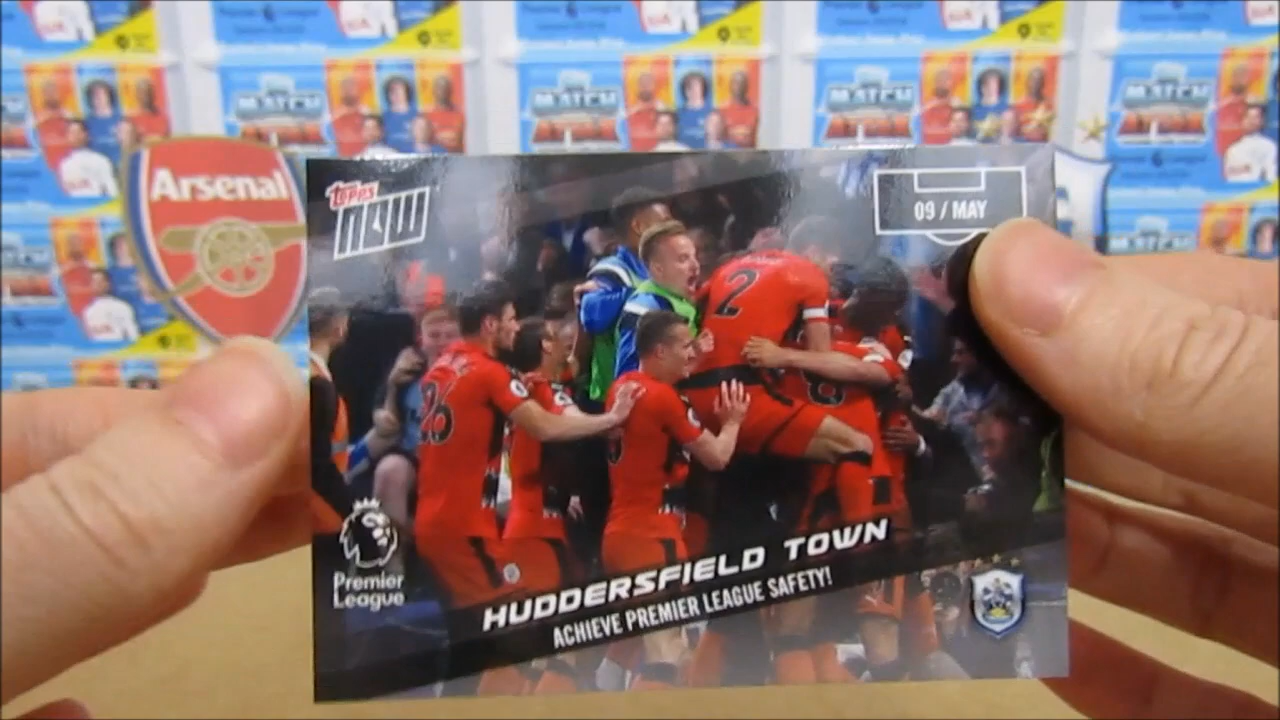 Arsenal
topps
NOW
09 / MAY
2
26
8
Premier
League
HUDDERSFIELD TOWN
ACHIEVE PREMIER LEAGUE SAFETY!
MATCH
MATCH
MATCH
MATCH